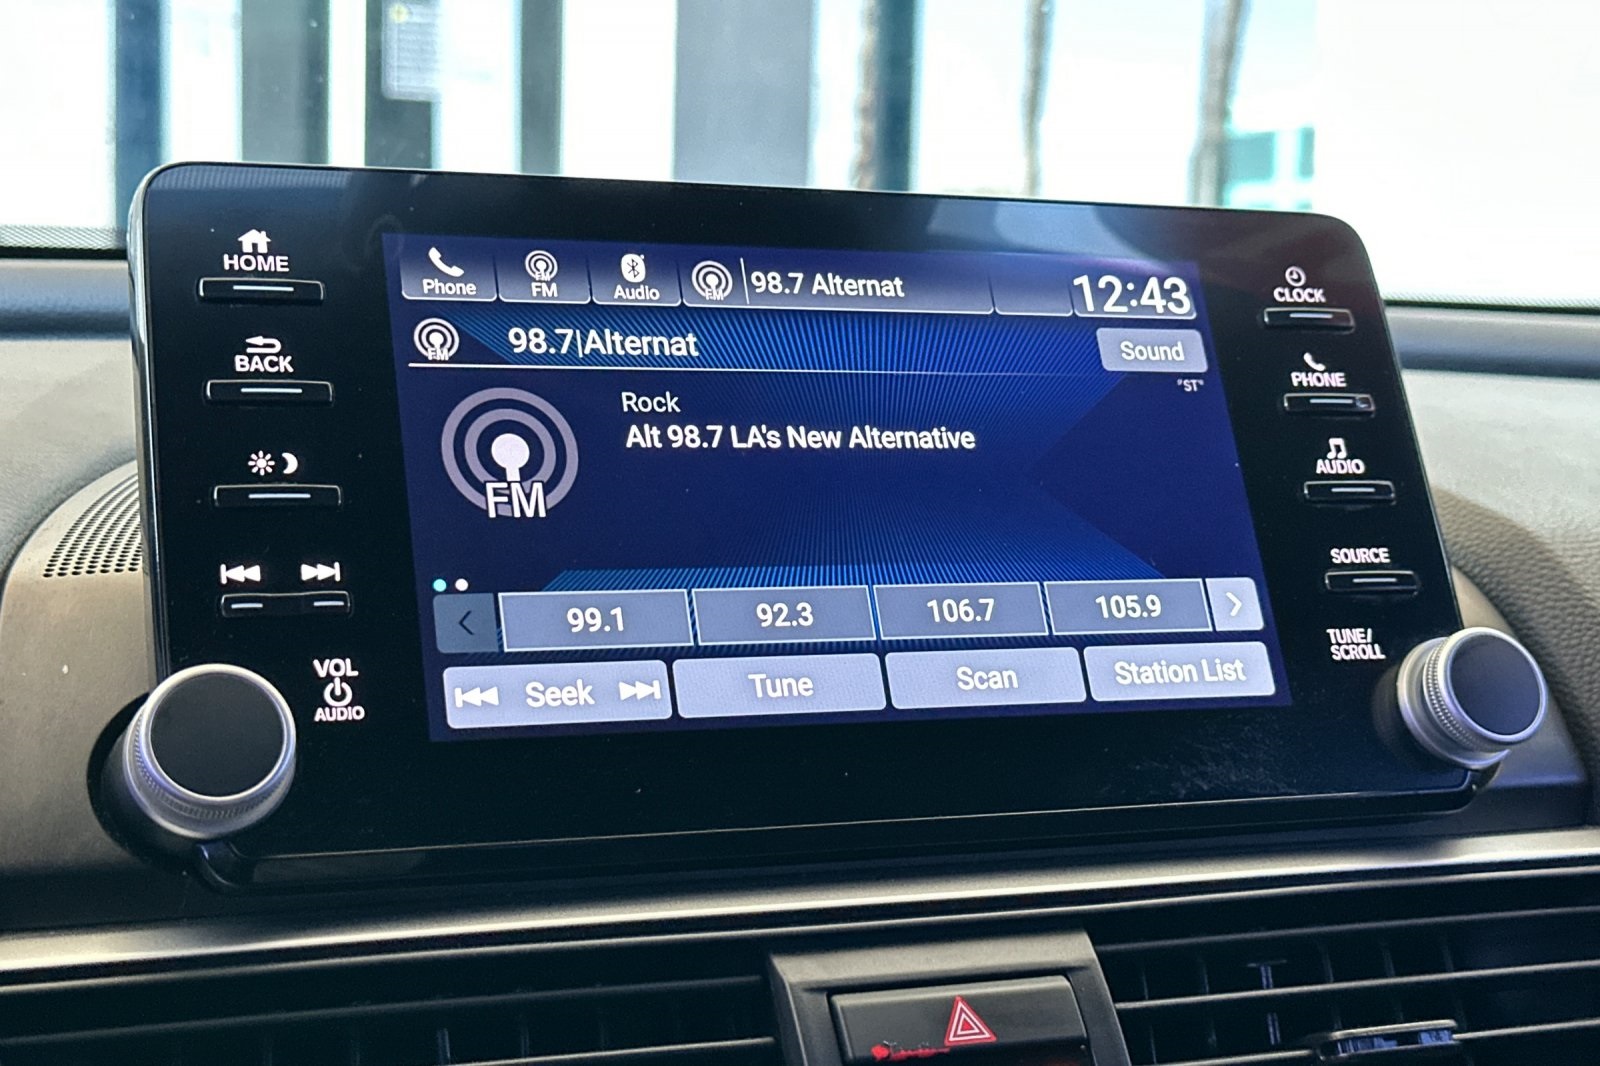 HOME
BACK
VOL
AUDIO
Phone
FM
FM
Audio
FM
98.7 Alternat
12:43
FM
98.7|Alternat
Sound
"ST"
FM
Rock
Alt 98.7 LA's New Alternative
99.1
92.3
106.7
105.9
Seek
Tune
Scan
Station List
CLOCK
PHONE
AUDIO
SOURCE
TUNE/
SCROLL